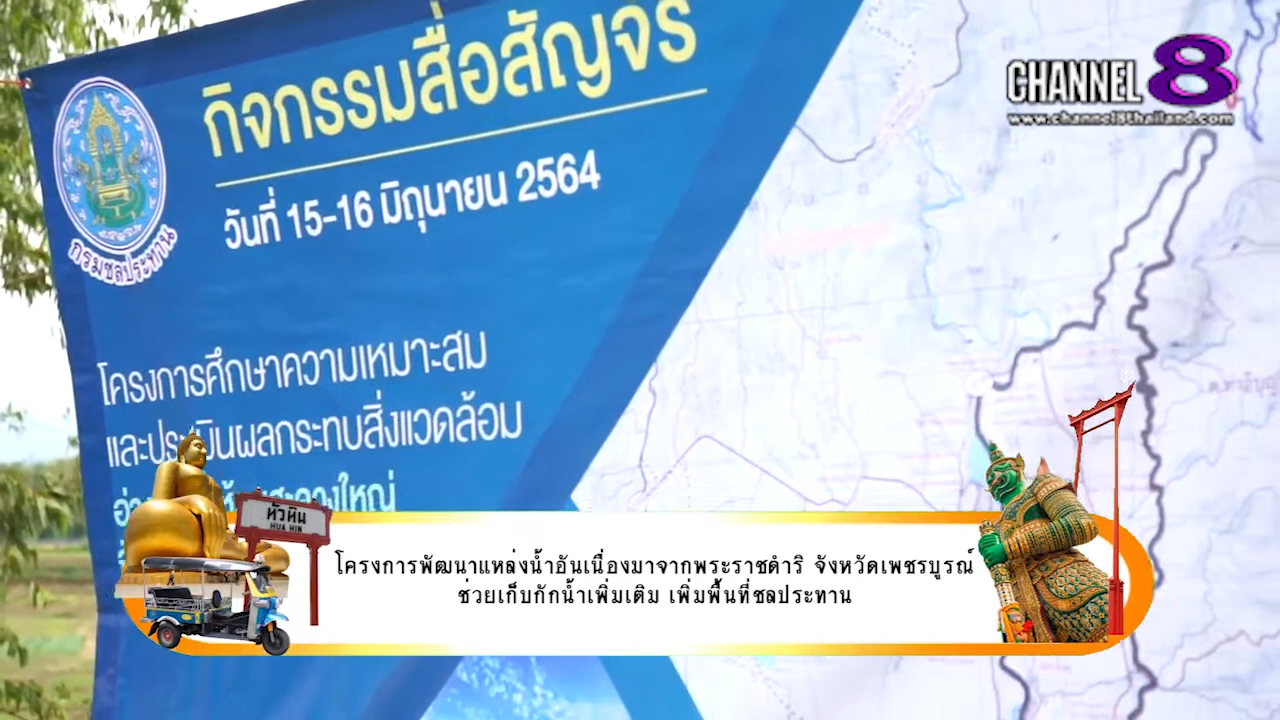 กิจกรรมสื่อสัญจร
วันที่ 15-16 มิถุนายน 2564
กรมชลประทาน
CHANNEL 8
www.channel8thailand.com
โครงการศึกษาความเหมาะสม
และประเมินผลกระทบสิ่งแวดล้อม
หัวหิน
HUA HIN
โครงการพัฒนาแหล่งน้ำอันเนื่องมาจากพระราชดำริ จังหวัดเพชรบูรณ์
ช่วยเก็บกักน้ำเพิ่มเติม เพิ่มพื้นที่ชลประทาน